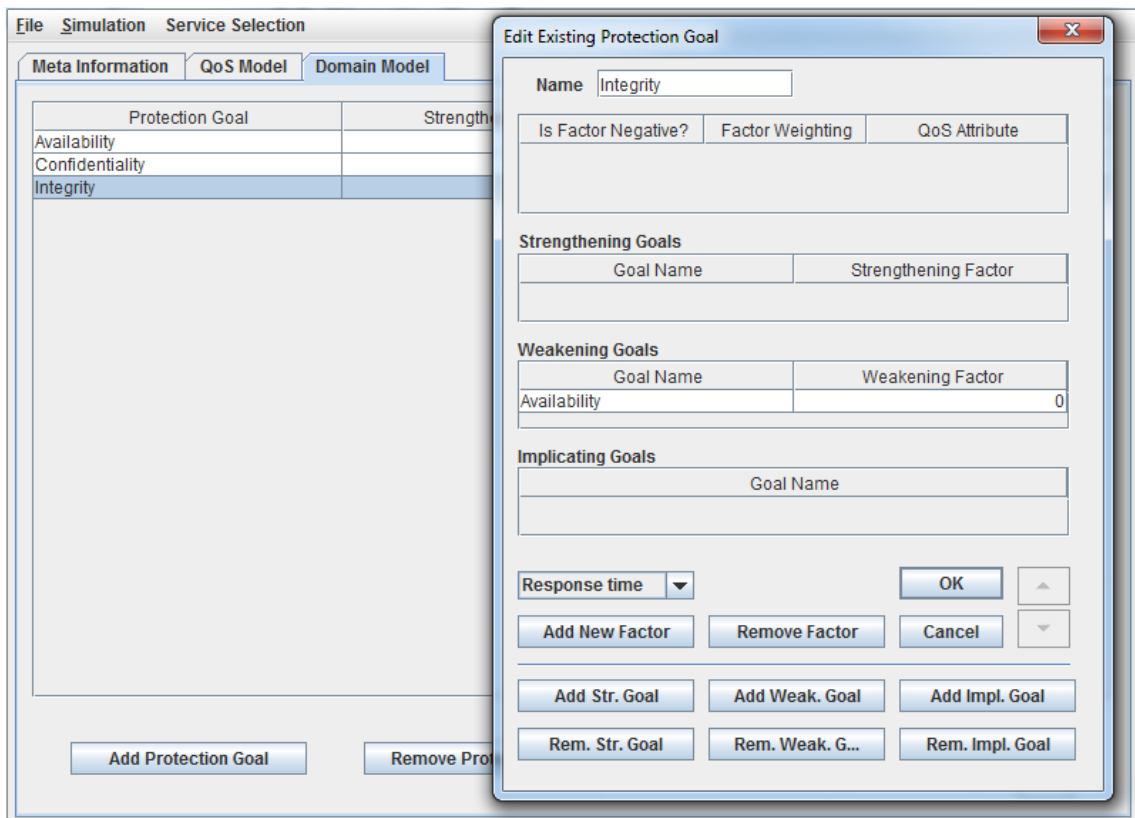 File Simulation Service Selection
Meta Information QoS Model Domain Model
Protection Goal
Availability
Confidentiality
Integrity
Add Protection Goal
Edit Existing Protection Goal
Name Integrity
Is Factor Negative? Factor Weighting QoS Attribute
Strengthening Goals
Goal Name Strengthening Factor
Weakening Goals
Goal Name Weakening Factor
Availability 0
Implicating Goals
Goal Name
Response time OK
Add New Factor Remove Factor Cancel
Add Str. Goal Add Weak. Goal Add Impl. Goal
Rem. Str. Goal Rem. Weak. G... Rem. Impl. Goal
Remove